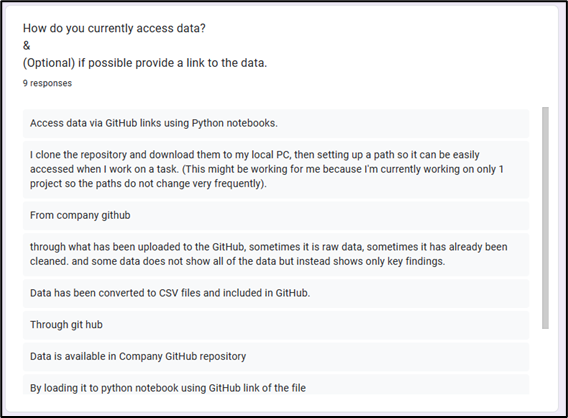 How do you currently access data?
&
(Optional) if possible provide a link to the data.
9 responses
Access data via GitHub links using Python notebooks.
I clone the repository and download them to my local PC, then setting up a path so it can be easily
accessed when I work on a task. (This might be working for me because I'm currently working on only 1
project so the paths do not change very frequently).
From company github
through what has been uploaded to the GitHub, sometimes it is raw data, sometimes it has already been
cleaned. and some data does not show all of the data but instead shows only key findings.
Data has been converted to CSV files and included in GitHub.
Through git hub
Data is available in Company GitHub repository
By loading it to python notebook using GitHub link of the file